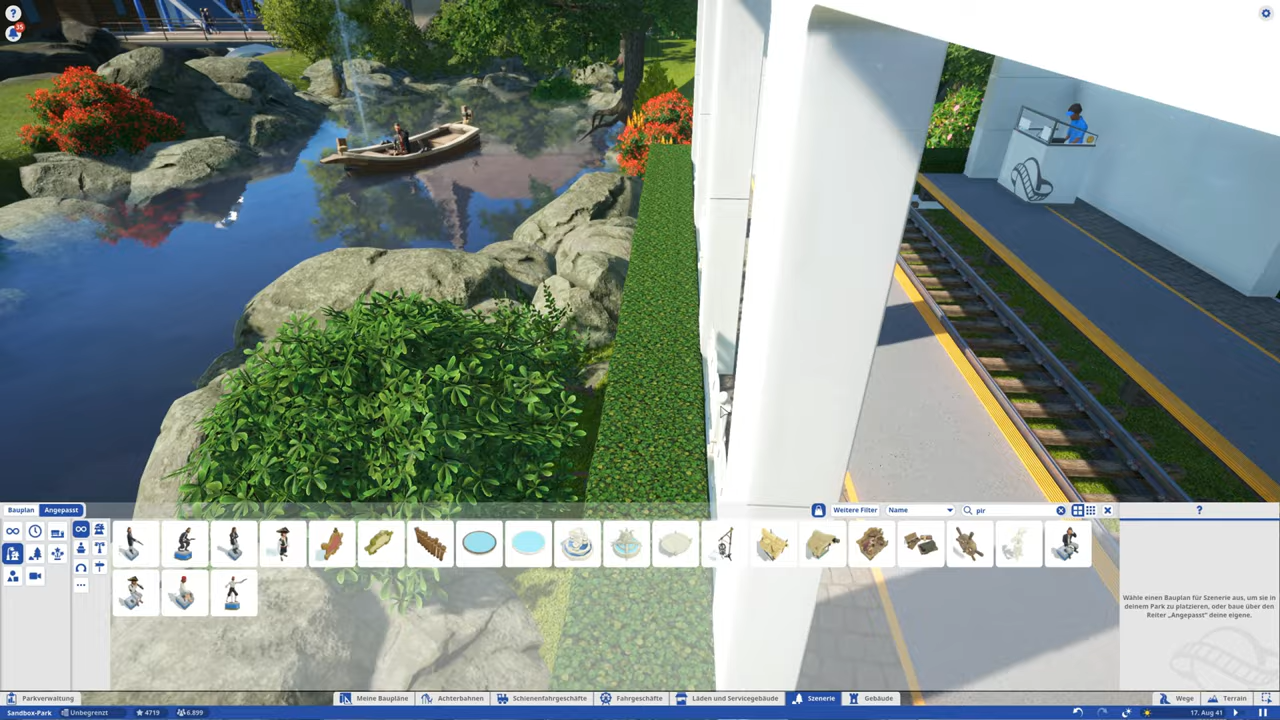 ?
35
Bauplan Angepasst
Weitere Filter Name pir
?
Wähle einen Bauplan für Szenerie aus, um sie in
deinem Park zu platzieren, oder baue über den
Reiter „Angepasst“ deine eigene.
Parkverwaltung Meine Baupläne Achterbahnen Schienenfahrgeschäfte Fahrgeschäfte Läden und Servicegebäude Szenerie Gebäude Wege Terrain
Sandbox-Park Unbegrenzt 4719 6.899 17. Aug 41